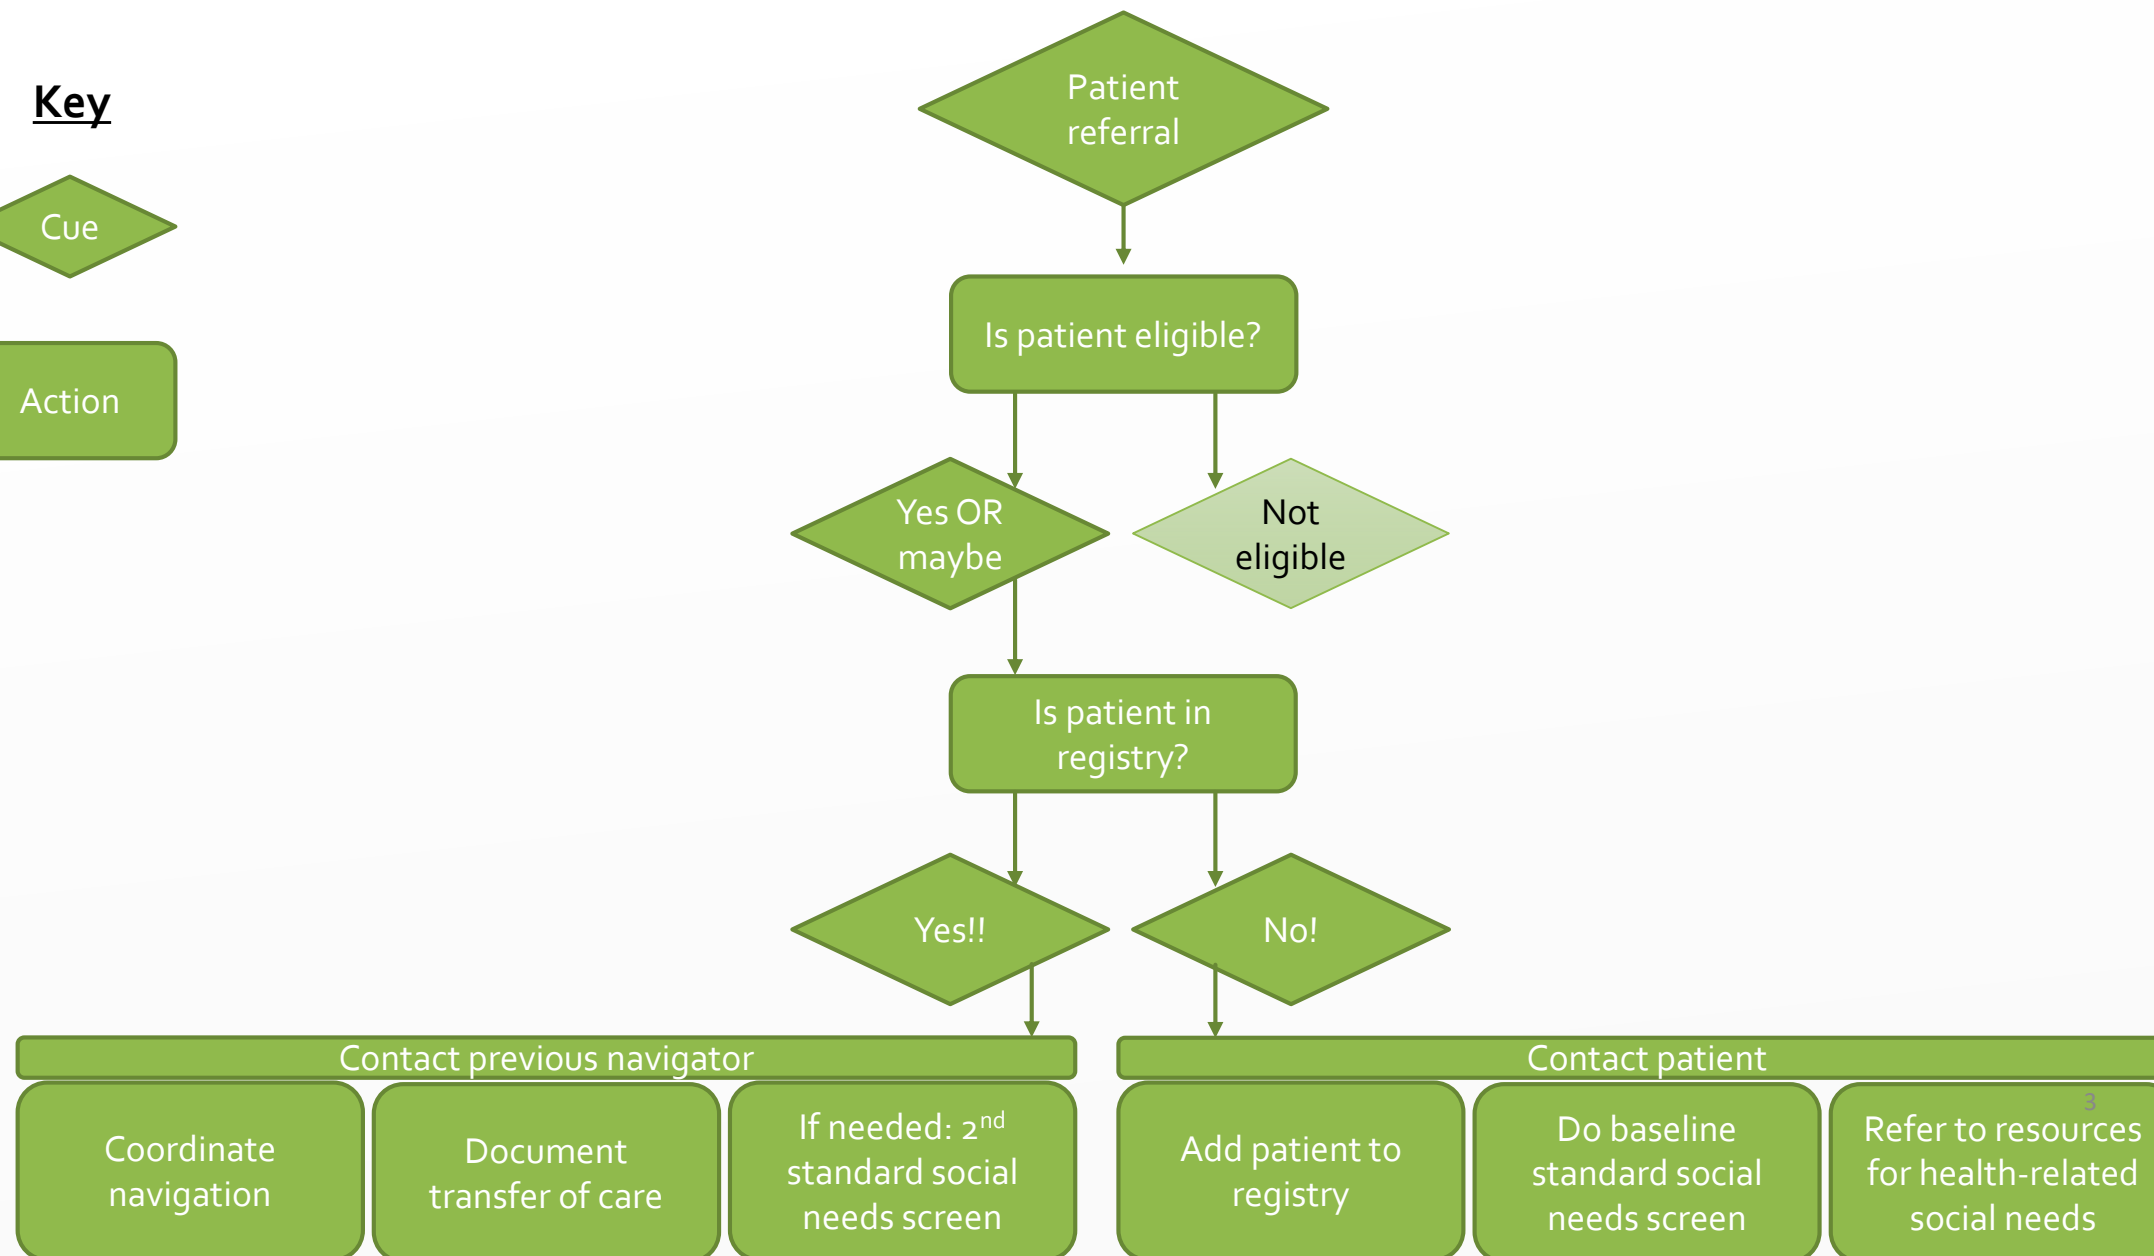 Key
Cue
Action
Patient
referral
Is patient eligible?
Yes OR
maybe
Not
eligible
Is patient in
registry?
Yes!!
No!
Contact previous navigator
Coordinate
navigation
Document
transfer of care
If needed: 2nd
standard social
needs screen
Contact patient
Add patient to
registry
Do baseline
standard social
needs screen
3
Refer to resources
for health-related
social needs